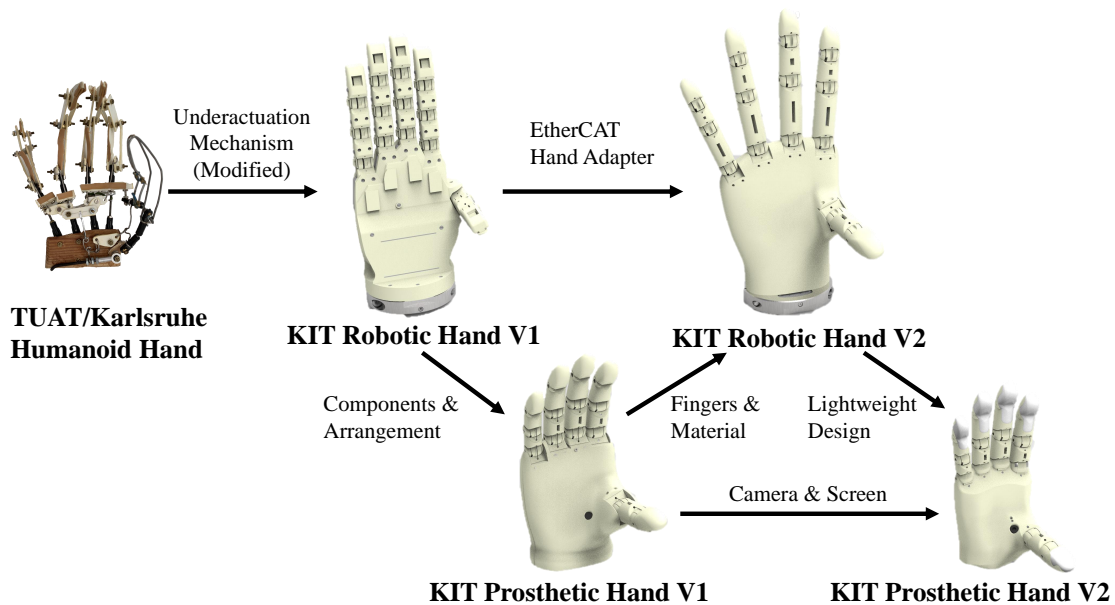 Underactuation
Mechanism
(Modified)
EtherCAT
Hand Adapter
TUAT/Karlsruhe
Humanoid Hand
KIT Robotic Hand V1
KIT Robotic Hand V2
Components &
Arrangement
Fingers &
Material
Lightweight
Design
Camera & Screen
KIT Prosthetic Hand V1
KIT Prosthetic Hand V2